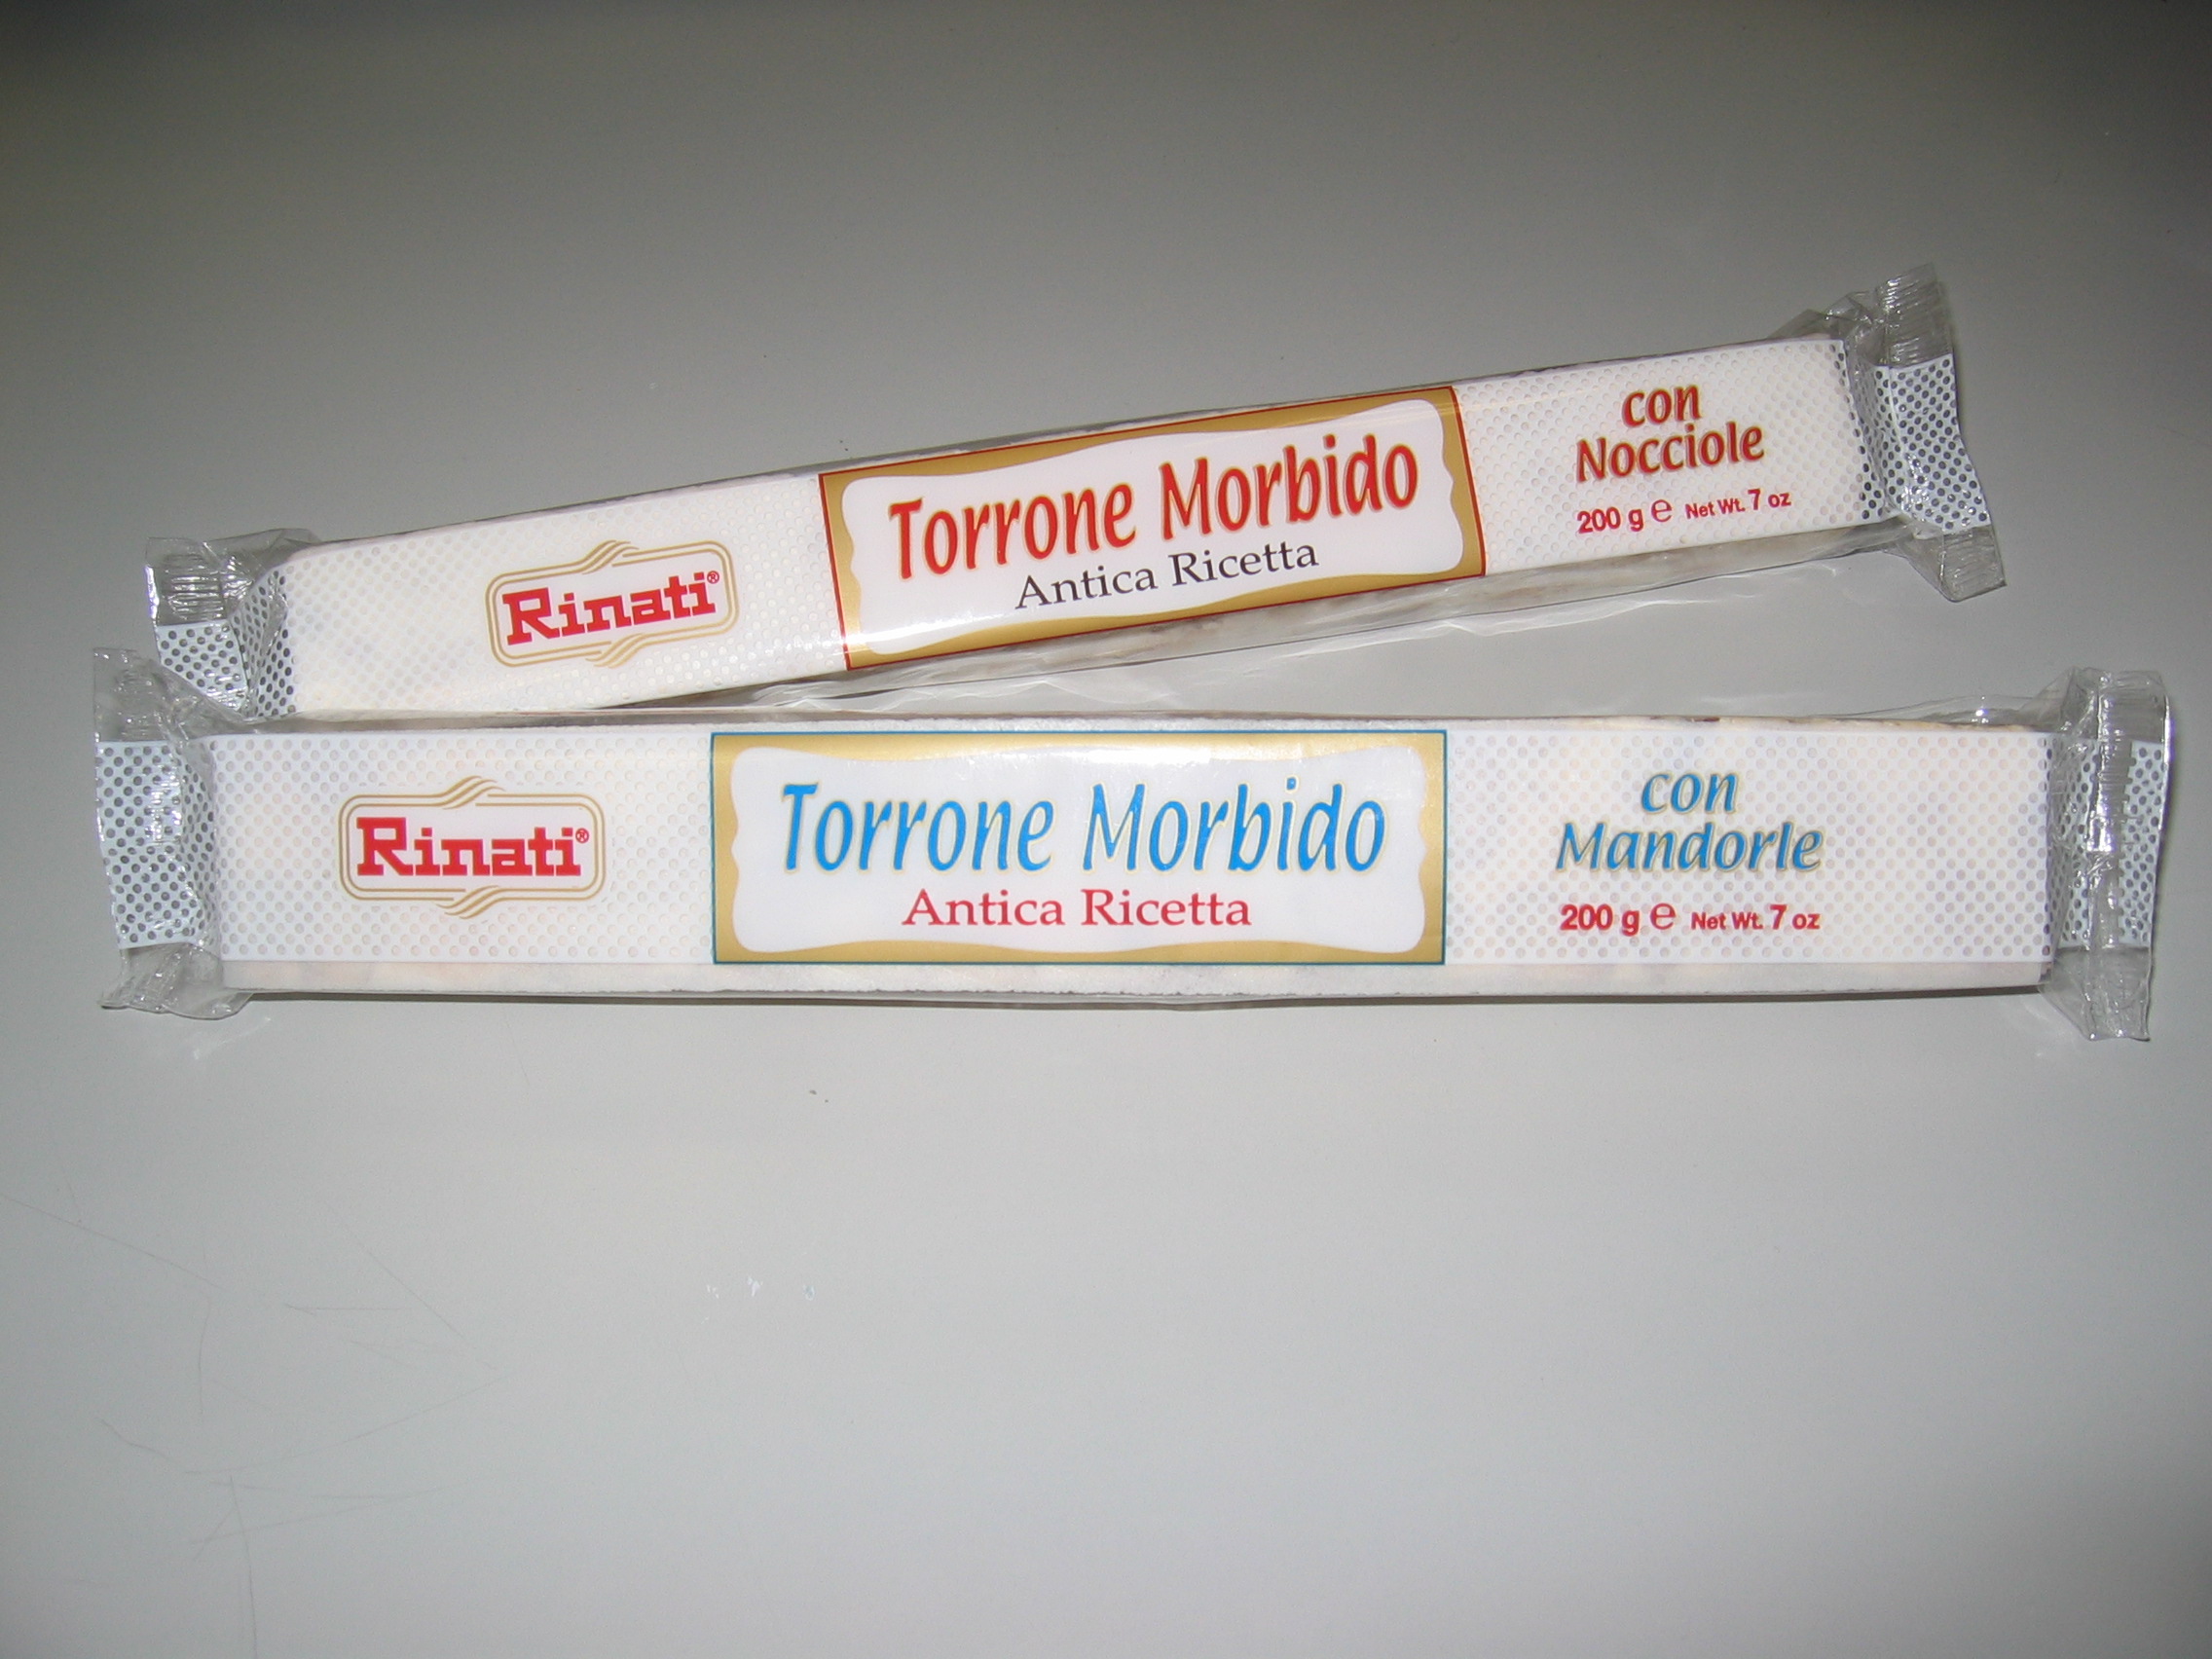 Rinati®
Torrone Morbido
Antica Ricetta
con
Nocciole
200 g ℮ Net Wt. 7 oz
Rinati®
Torrone Morbido
Antica Ricetta
con
Mandorle
200 g ℮ Net Wt. 7 oz